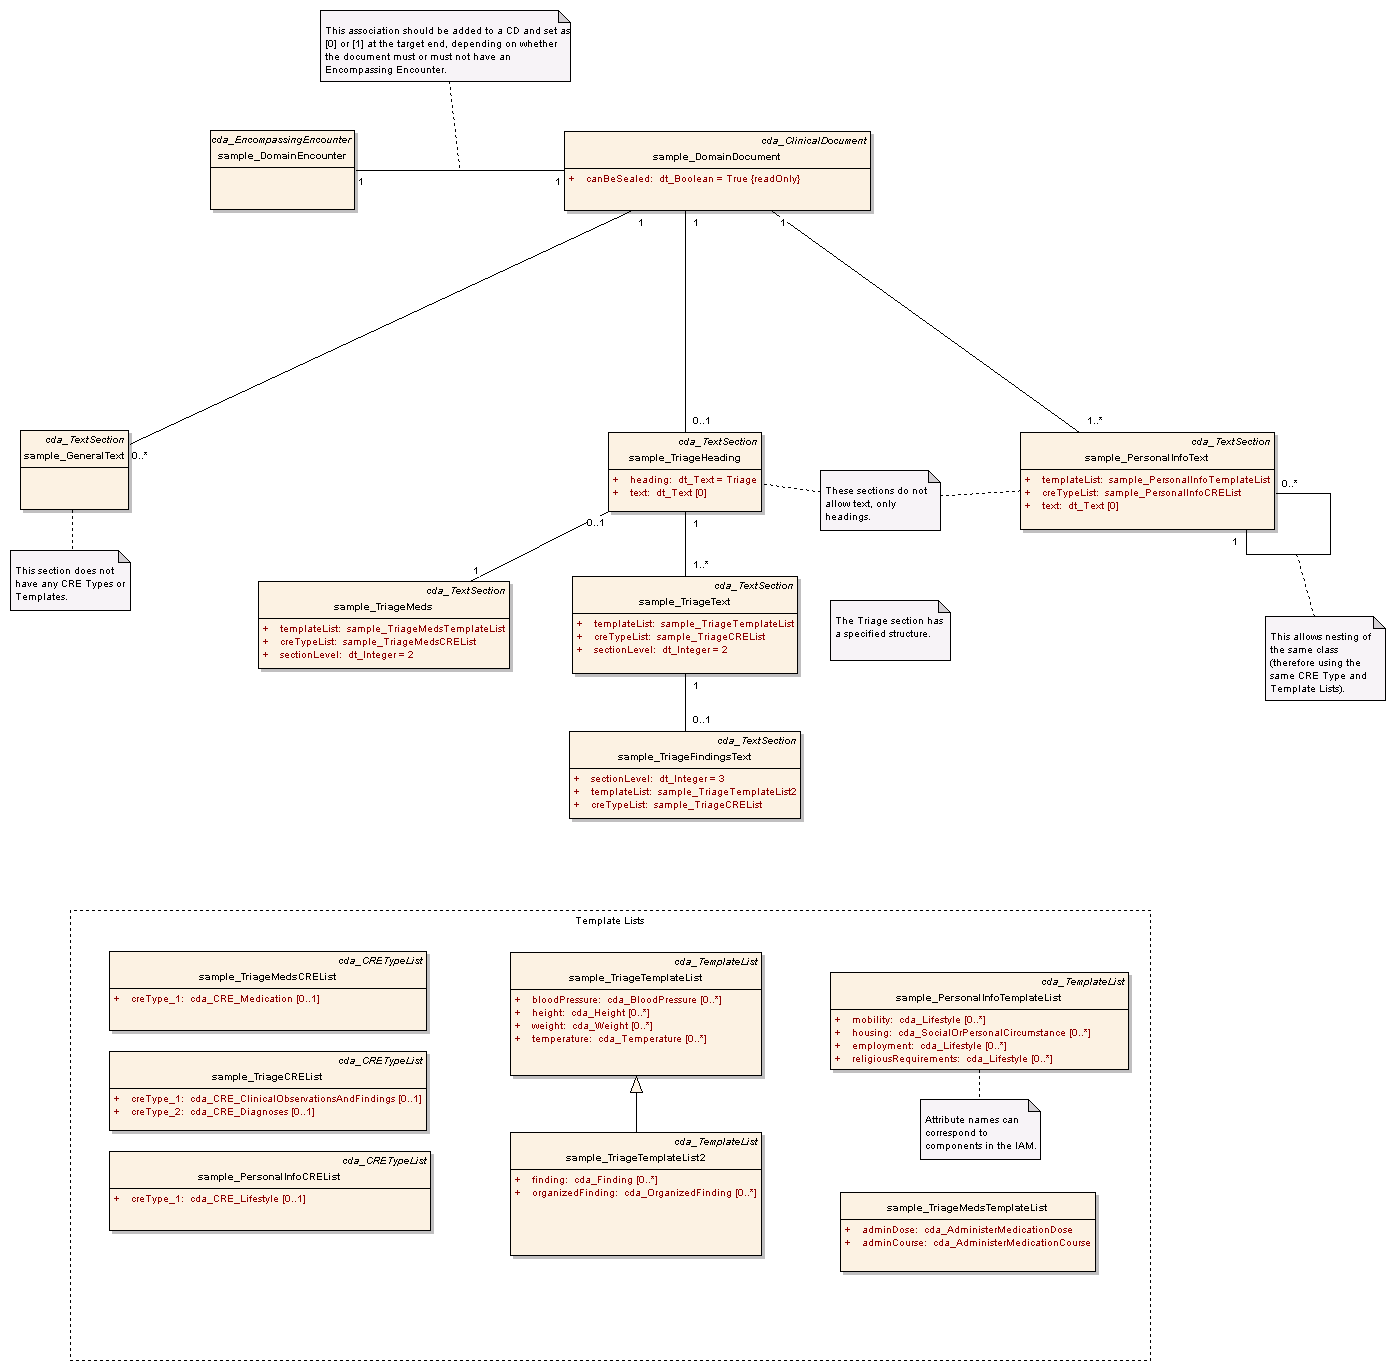 This association should be added to a CD and set as
[0] or [1] at the target end, depending on whether
the document must or must not have an
Encompassing Encounter.
cda_EncompassingEncounter
sample_DomainEncounter
cda_ClinicalDocument
sample_DomainDocument
+ canBeSealed: dt_Boolean = True {readOnly}
1
1
1
1
1
0..*
0..1
1..*
cda_TextSection
sample_GeneralText
This section does not
have any CRE Types or
Templates.
cda_TextSection
sample_TriageHeading
+ heading: dt_Text = Triage
+ text: dt_Text [0]
These sections do not
allow text, only
headings.
cda_TextSection
sample_PersonalInfoText
+ templateList: sample_PersonalInfoTemplateList
+ creTypeList: sample_PersonalInfoCREList
+ text: dt_Text [0]
0..*
1
0..1
1
1
1..*
cda_TextSection
sample_TriageMeds
+ templateList: sample_TriageMedsTemplateList
+ creTypeList: sample_TriageMedsCREList
+ sectionLevel: dt_Integer = 2
cda_TextSection
sample_TriageText
+ templateList: sample_TriageTemplateList
+ creTypeList: sample_TriageCREList
+ sectionLevel: dt_Integer = 2
The Triage section has
a specified structure.
This allows nesting of
the same class
(therefore using the
same CRE Type and
Template Lists).
1
0..1
cda_TextSection
sample_TriageFindingsText
+ sectionLevel: dt_Integer = 3
+ templateList: sample_TriageTemplateList2
+ creTypeList: sample_TriageCREList
Template Lists
cda_CRETypeList
sample_TriageMedsCREList
+ creType_1: cda_CRE_Medication [0..1]
cda_CRETypeList
sample_TriageCREList
+ creType_1: cda_CRE_ClinicalObservationsAndFindings [0..1]
+ creType_2: cda_CRE_Diagnoses [0..1]
cda_CRETypeList
sample_PersonalInfoCREList
+ creType_1: cda_CRE_Lifestyle [0..1]
cda_TemplateList
sample_TriageTemplateList
+ bloodPressure: cda_BloodPressure [0..*]
+ height: cda_Height [0..*]
+ weight: cda_Weight [0..*]
+ temperature: cda_Temperature [0..*]
cda_TemplateList
sample_TriageTemplateList2
+ finding: cda_Finding [0..*]
+ organizedFinding: cda_OrganizedFinding [0..*]
cda_TemplateList
sample_PersonalInfoTemplateList
+ mobility: cda_Lifestyle [0..*]
+ housing: cda_SocialOrPersonalCircumstance [0..*]
+ employment: cda_Lifestyle [0..*]
+ religiousRequirements: cda_Lifestyle [0..*]
Attribute names can
correspond to
components in the IAM.
sample_TriageMedsTemplateList
+ adminDose: cda_AdministerMedicationDose
+ adminCourse: cda_AdministerMedicationCourse